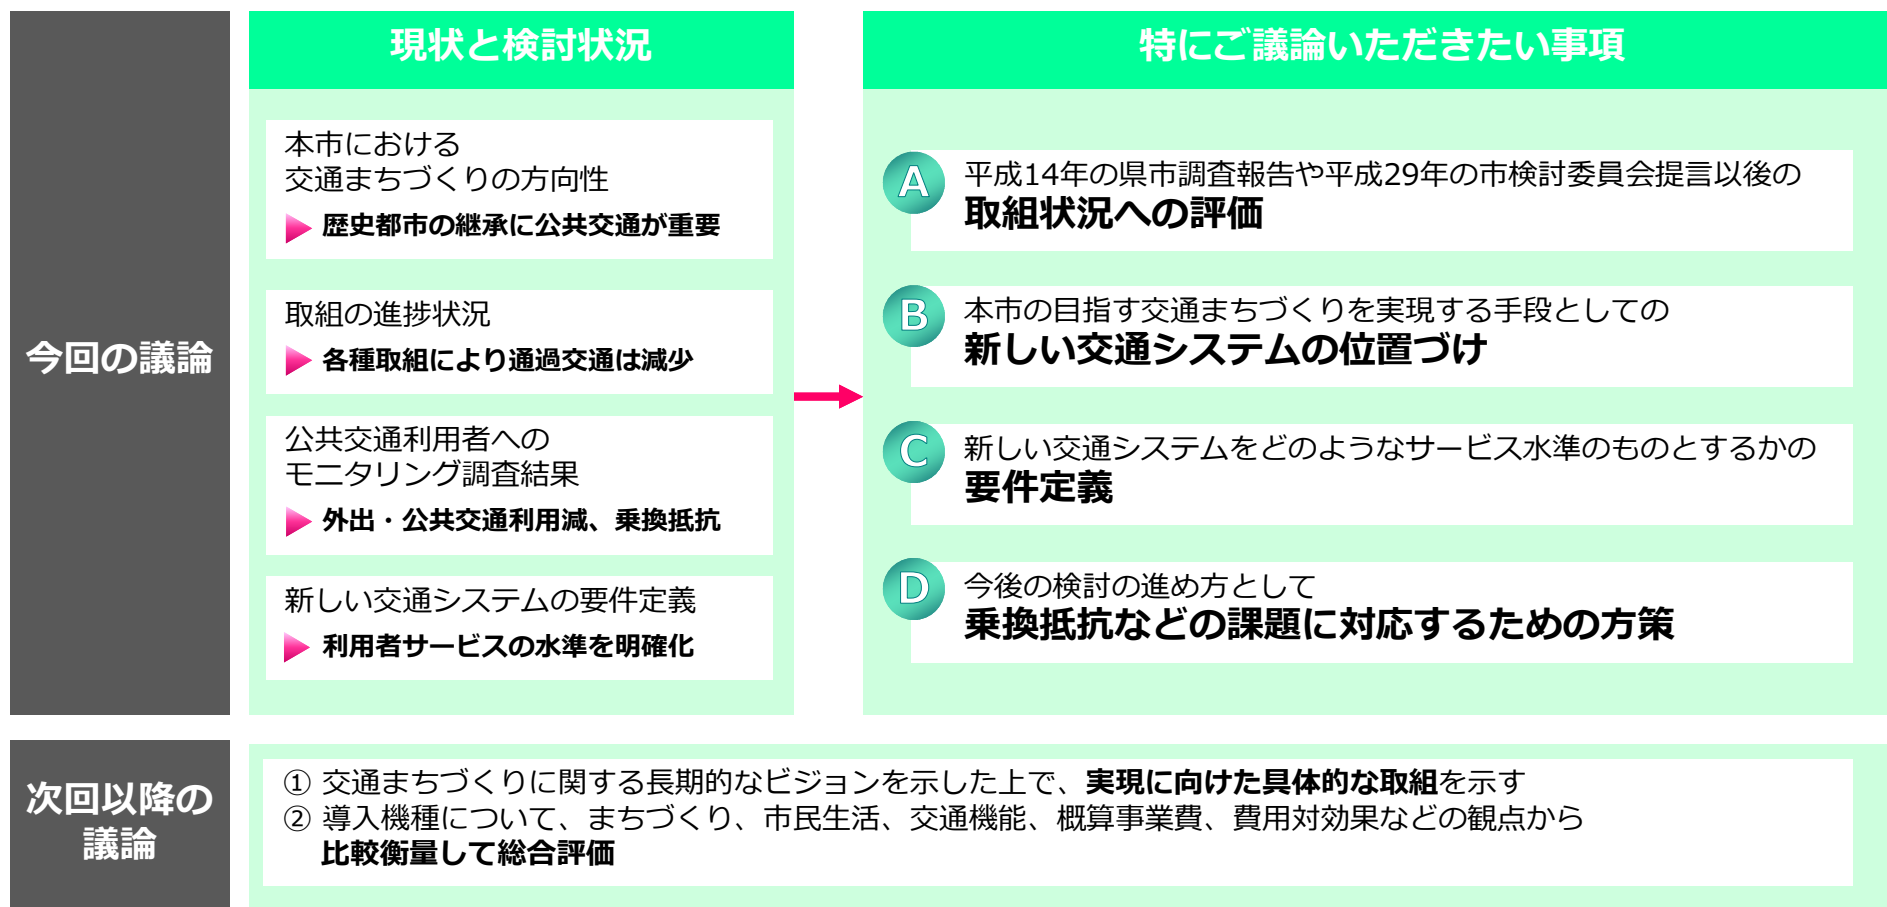 今回の議論
現状と検討状況
本市における
交通まちづくりの方向性
歴史都市の継承に公共交通が重要
取組の進捗状況
各種取組により通過交通は減少
公共交通利用者への
モニタリング調査結果
外出・公共交通利用減、乗換抵抗
新しい交通システムの要件定義
利用者サービスの水準を明確化
特にご議論いただきたい事項
A
平成14年の県市調査報告や平成29年の市検討委員会提言以後の
取組状況への評価
B
本市の目指す交通まちづくりを実現する手段としての
新しい交通システムの位置づけ
C
新しい交通システムをどのようなサービス水準のものとするかの
要件定義
D
今後の検討の進め方として
乗換抵抗などの課題に対応するための方策
次回以降の
議論
① 交通まちづくりに関する長期的なビジョンを示した上で、実現に向けた具体的な取組を示す
② 導入機種について、まちづくり、市民生活、交通機能、概算事業費、費用対効果などの観点から
比較衡量して総合評価